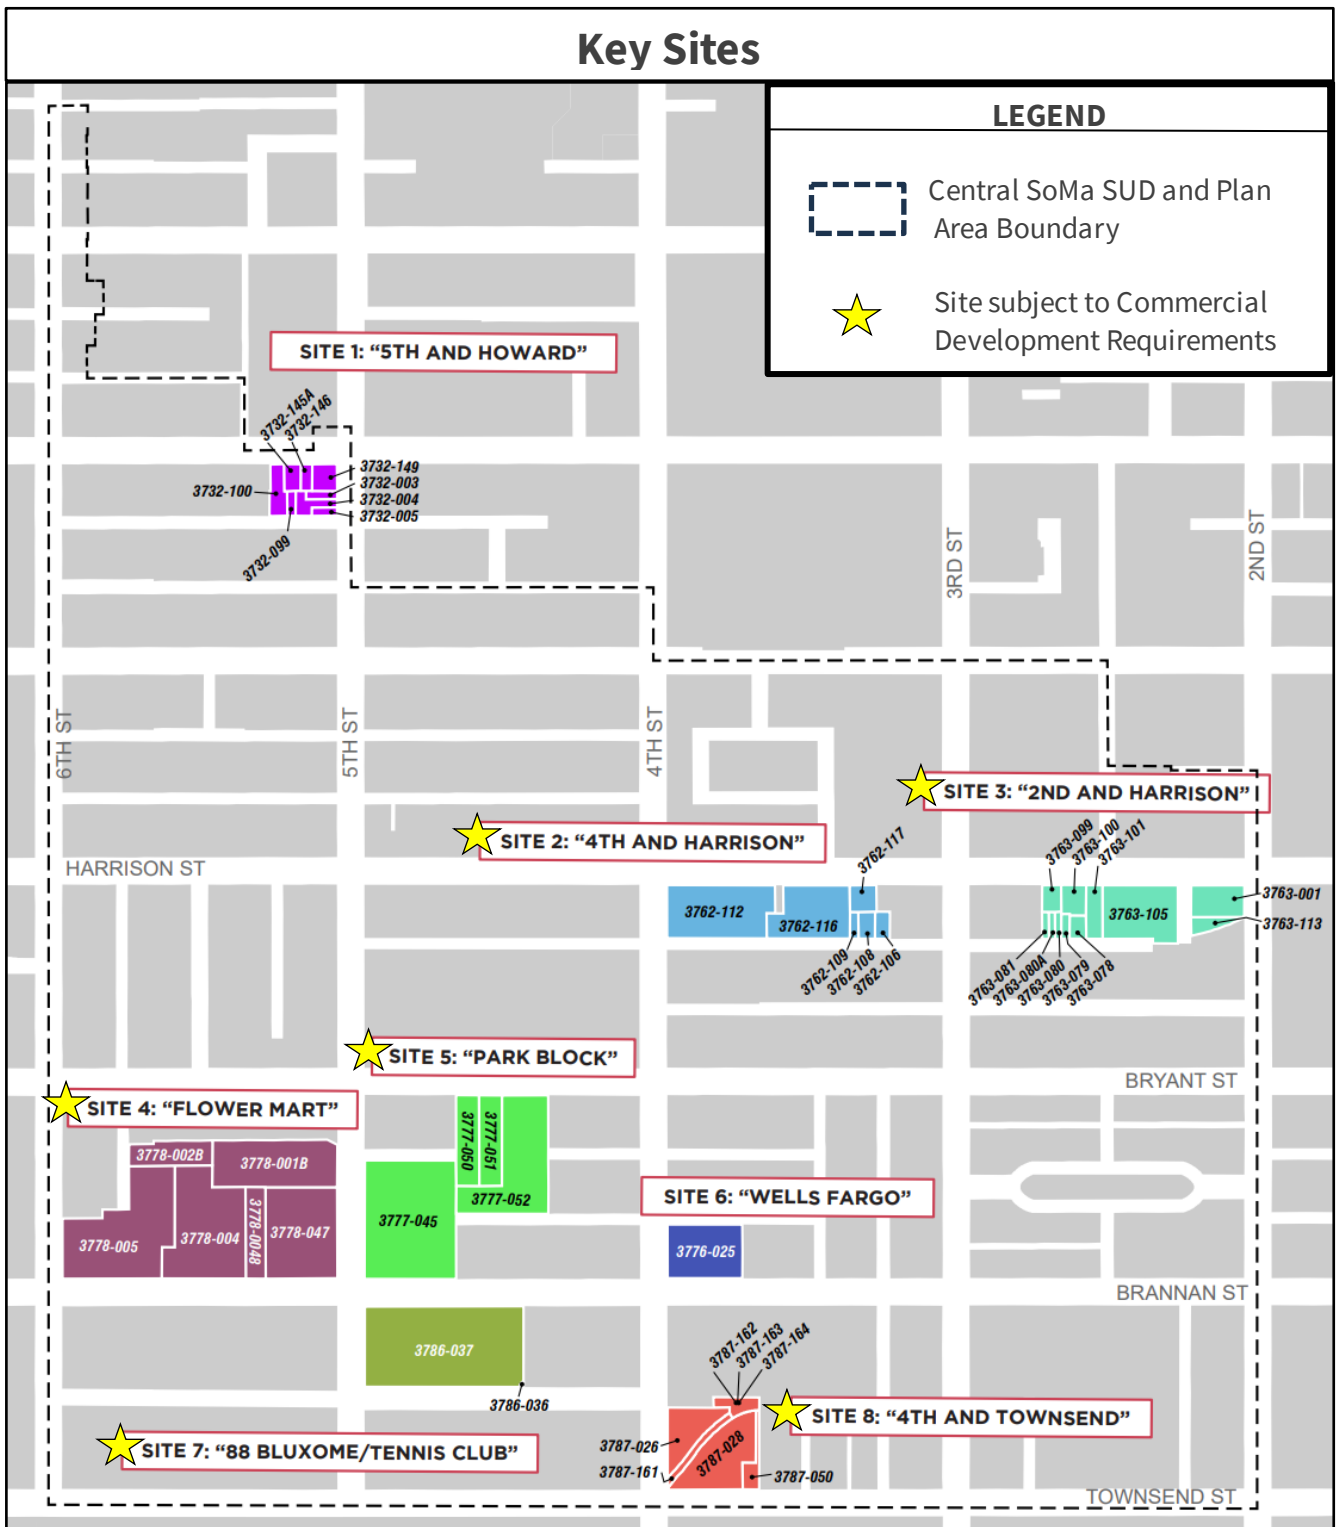 Key Sites
LEGEND
Central SoMa SUD and Plan
Area Boundary
Site subject to Commercial
Development Requirements
SITE 1: “5TH AND HOWARD”
3732-145A
3732-146
3732-149
3732-003
3732-100
3732-004
3732-005
3732-099
3RD ST
2ND ST
6TH ST
5TH ST
4TH ST
SITE 3: “2ND AND HARRISON”
SITE 2: “4TH AND HARRISON”
3762-117
3763-099
3763-100
3763-101
HARRISON ST
3762-112
3762-116
3763-105
3763-001
3763-113
3762-109
3762-108
3762-106
3763-081
3763-080A
3763-080
3763-079
3763-078
SITE 5: “PARK BLOCK”
BRYANT ST
SITE 4: “FLOWER MART”
3778-002B
3778-001B
3777-050
3777-051
3777-052
3777-045
SITE 6: “WELLS FARGO”
3778-005
3778-004
3778-004B
3778-047
3776-025
BRANNAN ST
3786-037
3786-036
3787-162
3787-163
3787-164
SITE 8: “4TH AND TOWNSEND”
SITE 7: “88 BLUXOME/TENNIS CLUB”
3787-026
3787-028
3787-161
3787-050
TOWNSEND ST